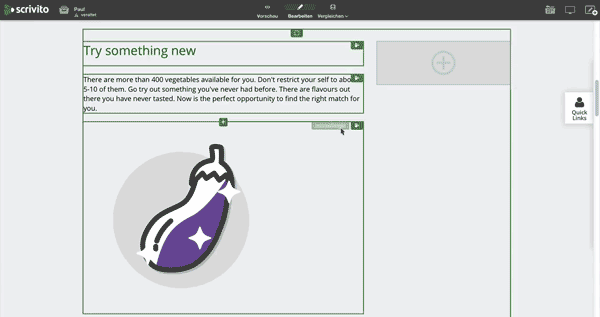 scrivito
Paul
veraltet
Vorschau
Bearbeiten
Vergleichen
Try something new
There are more than 400 vegetables available for you. Don't restrict your self to
5-10 of them. Go try out something you've never had before. There are flavours out
there you have never tasted. Now is the perfect opportunity to find the right match for
you.
Quick
Links